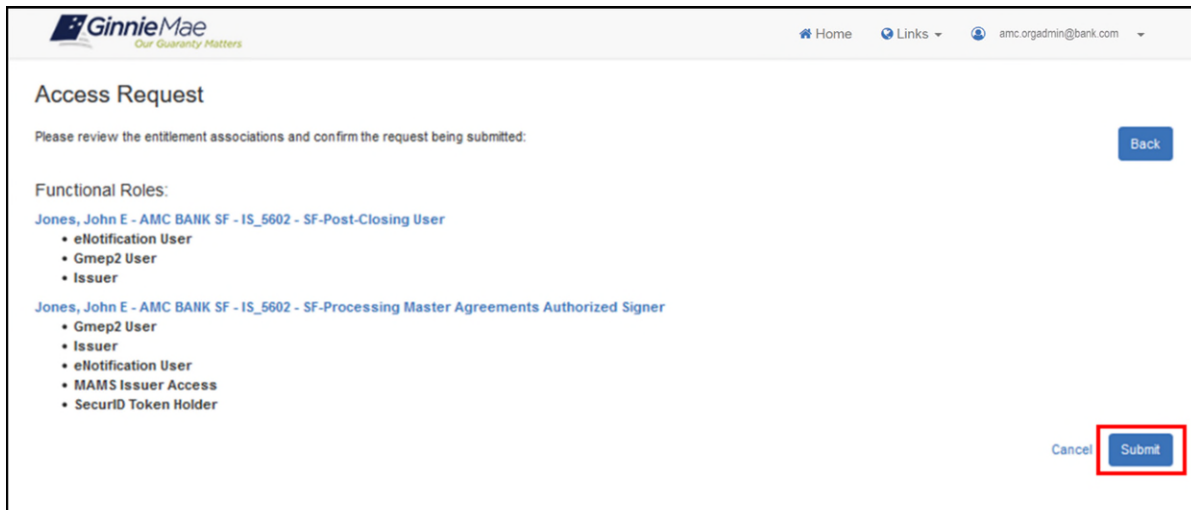 GinnieMae
Our Guaranty Matters
Home Links amc.orgadmin@bank.com
Access Request
Please review the entitlement associations and confirm the request being submitted:
Back
Functional Roles:
Jones, John E - AMC BANK SF - IS_5602 - SF-Post-Closing User
• eNotification User
• Gmep2 User
• Issuer
Jones, John E - AMC BANK SF - IS_5602 - SF-Processing Master Agreements Authorized Signer
• Gmep2 User
• Issuer
• eNotification User
• MAMS Issuer Access
• SecurID Token Holder
Cancel Submit